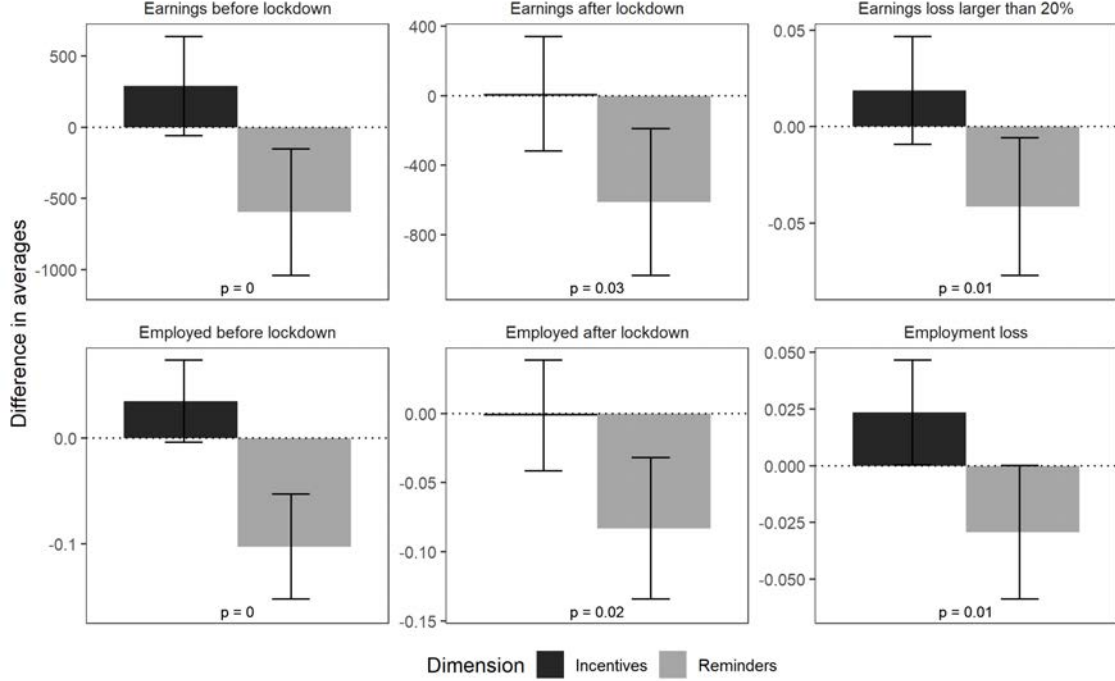 Earnings before lockdown
Earnings after lockdown
Earnings loss larger than 20%
500
0
-500
-1000
p = 0
400
0
-400
-800
p = 0.03
0.05
0.00
-0.05
p = 0.01
Difference in averages
Employed before lockdown
Employed after lockdown
Employment loss
0.0
-0.1
p = 0
0.00
-0.05
-0.10
-0.15
p = 0.02
0.050
0.025
0.000
-0.025
-0.050
p = 0.01
Dimension Incentives Reminders